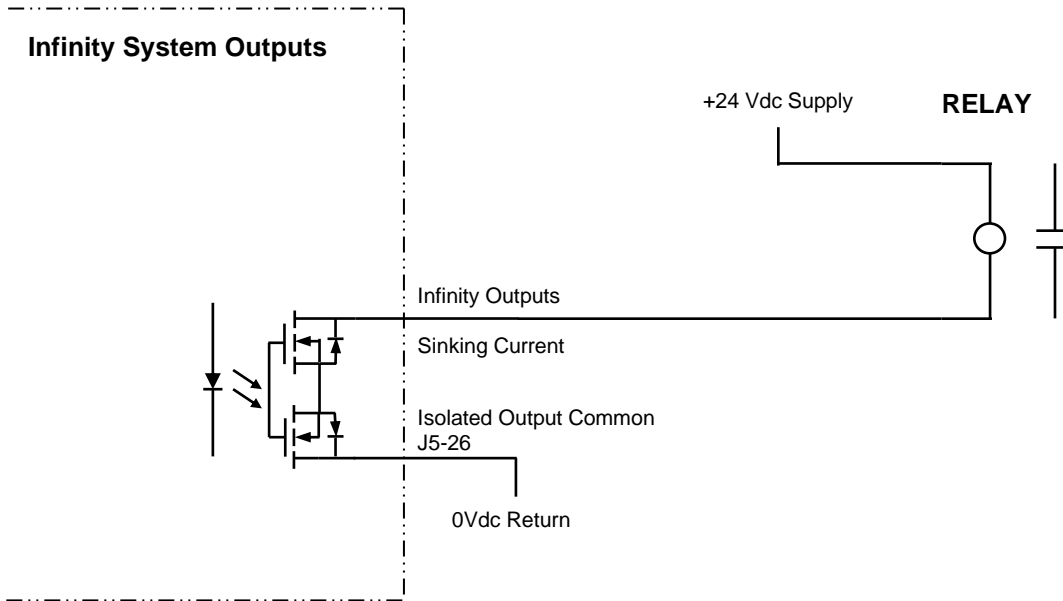 Infinity System Outputs
+24 Vdc Supply
RELAY
Infinity Outputs
Sinking Current
Isolated Output Common
J5-26
0Vdc Return